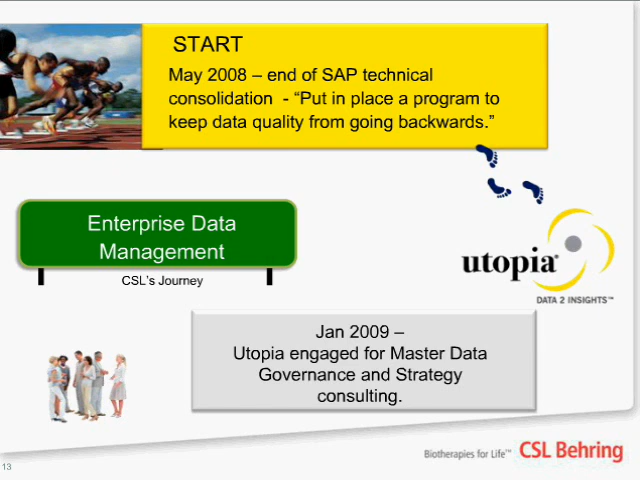 START
May 2008 – end of SAP technical
consolidation - “Put in place a program to
keep data quality from going backwards.”
Enterprise Data
Management
CSL’s Journey
utopia®
DATA 2 INSIGHTS™
Jan 2009 –
Utopia engaged for Master Data
Governance and Strategy
consulting.
Biotherapies for Life™ CSL Behring
13